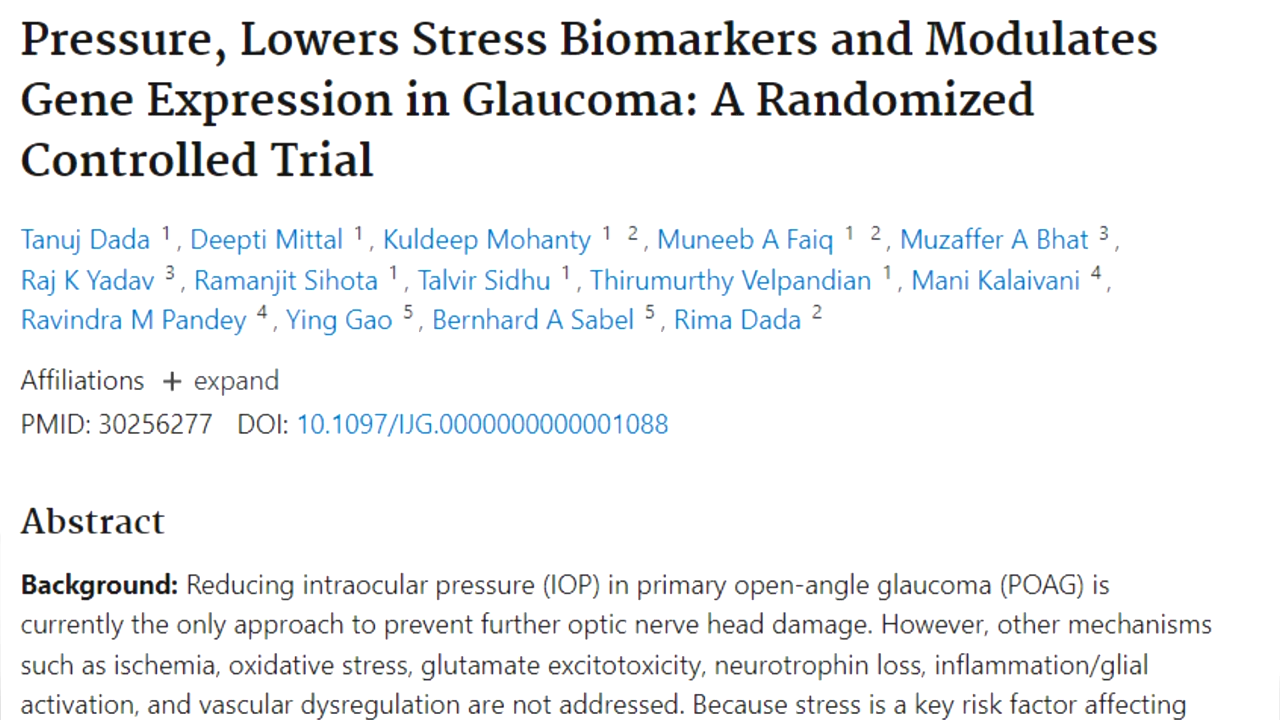 Pressure, Lowers Stress Biomarkers and Modulates
Gene Expression in Glaucoma: A Randomized
Controlled Trial
Tanuj Dada 1, Deepti Mittal 1, Kuldeep Mohanty 1 2, Muneeb A Faiq 1 2, Muzaffer A Bhat 3,
Raj K Yadav 3, Ramanjit Sihota 1, Talvir Sidhu 1, Thirumurthy Velpandian 1, Mani Kalaivani 4,
Ravindra M Pandey 4, Ying Gao 5, Bernhard A Sabel 5, Rima Dada 2
Affiliations + expand
PMID: 30256277 DOI: 10.1097/IJG.0000000000001088
Abstract
Background: Reducing intraocular pressure (IOP) in primary open-angle glaucoma (POAG) is
currently the only approach to prevent further optic nerve head damage. However, other mechanisms
such as ischemia, oxidative stress, glutamate excitotoxicity, neurotrophin loss, inflammation/glial
activation, and vascular dysregulation are not addressed. Because stress is a key risk factor affecting